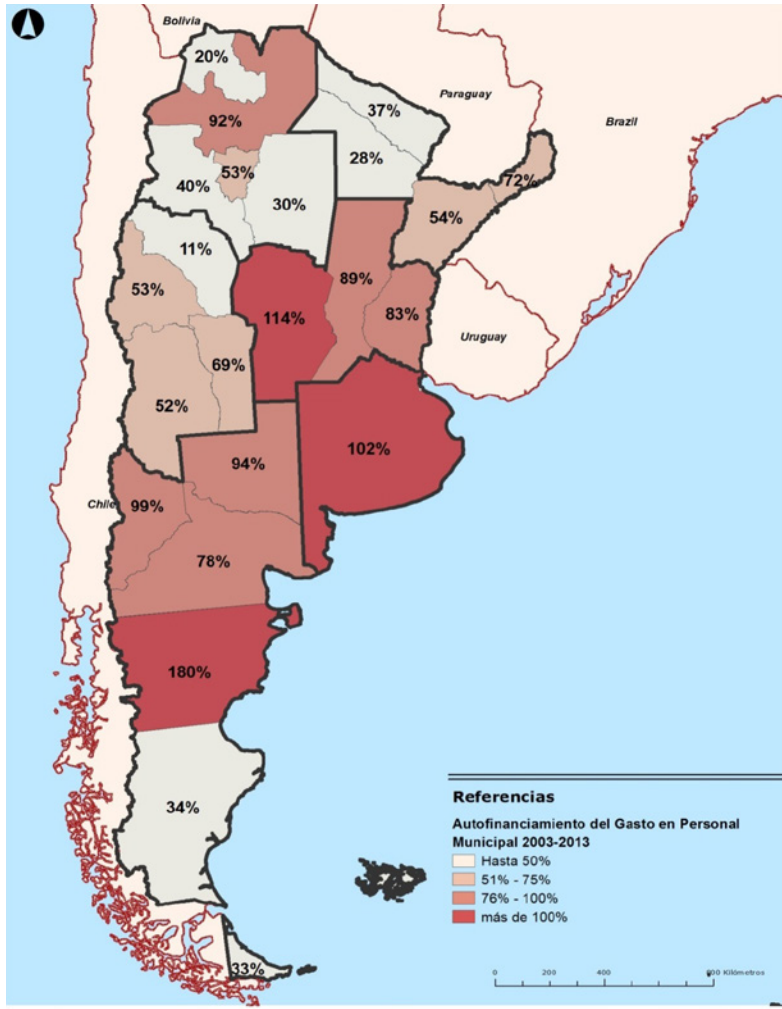 Bolivia
20%
Paraguay
37%
Brazil
92%
28%
53%
72%
40%
30%
54%
11%
53%
89%
83%
114%
Uruguay
69%
52%
94%
102%
Chile
99%
78%
180%
34%
33%
Referencias
Autofinanciamiento del Gasto en Personal
Municipal 2003-2013
Hasta 50%
51% - 75%
76% - 100%
más de 100%
0 200 400 800 Kilómetros